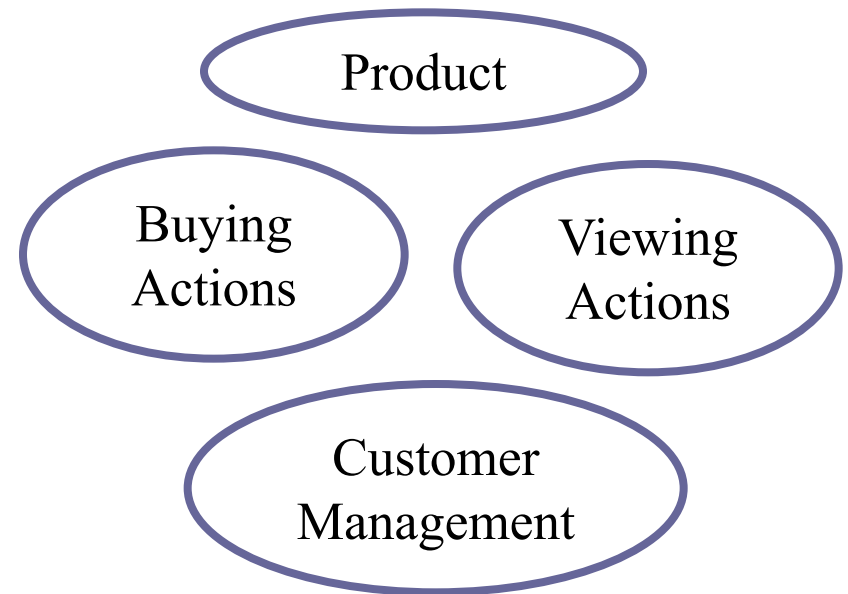 Product
Buying
Actions
Viewing
Actions
Customer
Management